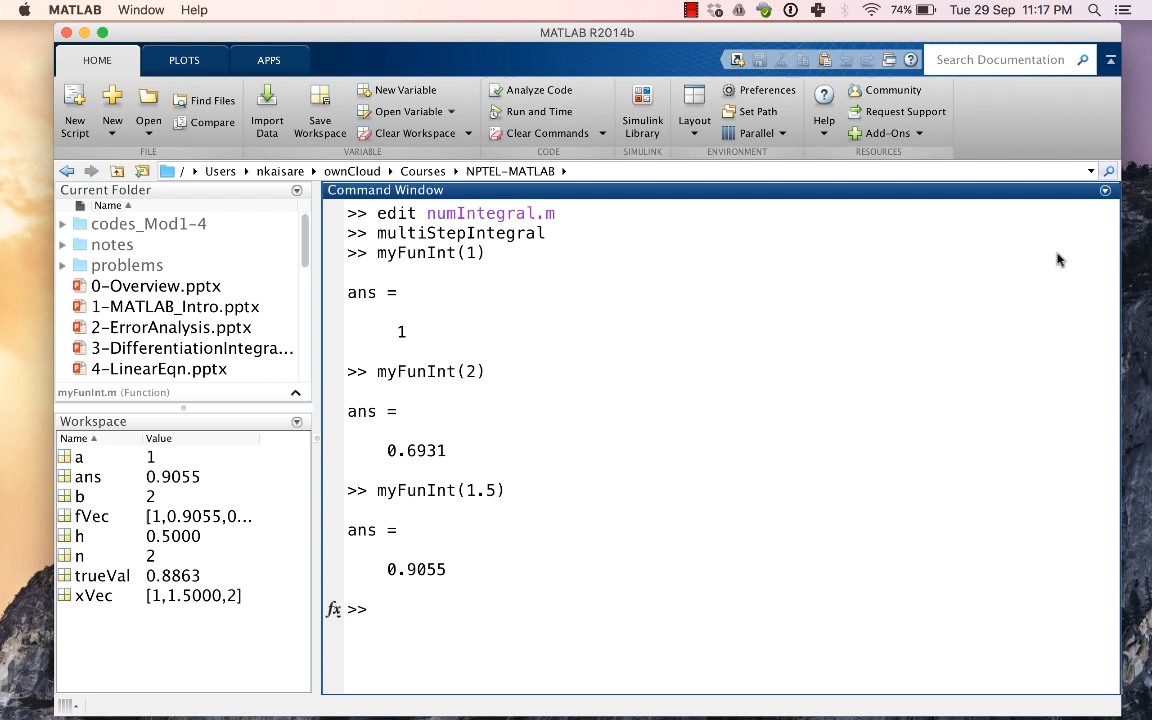 MATLAB Window Help 74% Tue 29 Sep 11:17 PM
MATLAB R2014b
HOME PLOTS APPS Search Documentation
New Script New Open Find Files Compare Import Data Save Workspace New Variable Open Variable Clear Workspace Analyze Code Run and Time Clear Commands Simulink Library Layout Preferences Set Path Parallel Help Community Request Support Add-Ons
FILE VARIABLE CODE SIMULINK ENVIRONMENT RESOURCES
/ Users nkaisare ownCloud Courses NPTEL-MATLAB
Current Folder
Name
codes_Mod1-4
notes
problems
0-Overview.pptx
1-MATLAB_Intro.pptx
2-ErrorAnalysis.pptx
3-DifferentiationIntegra...
4-LinearEqn.pptx
myFunInt.m (Function)
Workspace
Name Value
a 1
ans 0.9055
b 2
fVec [1,0.9055,0...
h 0.5000
n 2
trueVal 0.8863
xVec [1,1.5000,2]
Command Window
>> edit numIntegral.m
>> multiStepIntegral
>> myFunInt(1)
ans =
1
>> myFunInt(2)
ans =
0.6931
>> myFunInt(1.5)
ans =
0.9055
fx >>